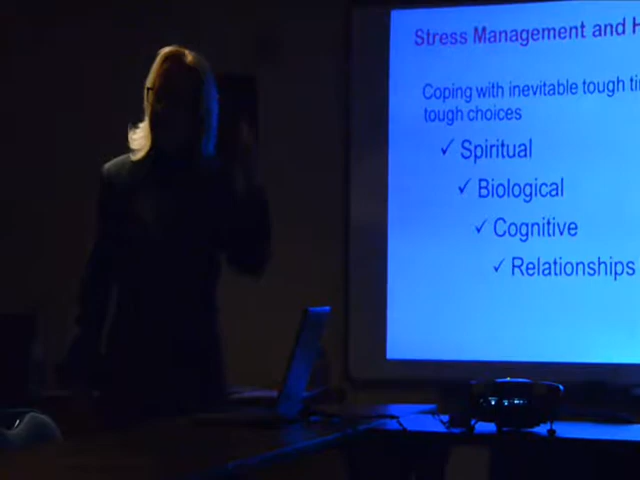 Stress Management and H
Coping with inevitable tough ti
tough choices
✓ Spiritual
✓ Biological
✓ Cognitive
✓ Relationships